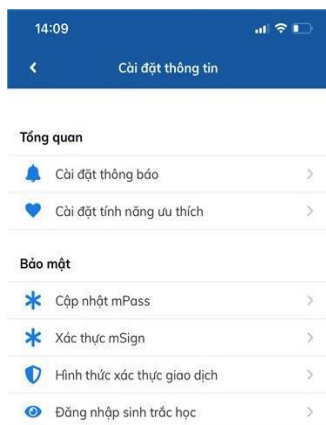 14:09
Cài đặt thông tin
Tổng quan
Cài đặt thông báo
Cài đặt tính năng ưu thích
Bảo mật
Cập nhật mPass
Xác thực mSign
Hình thức xác thực giao dịch
Đăng nhập sinh trắc học